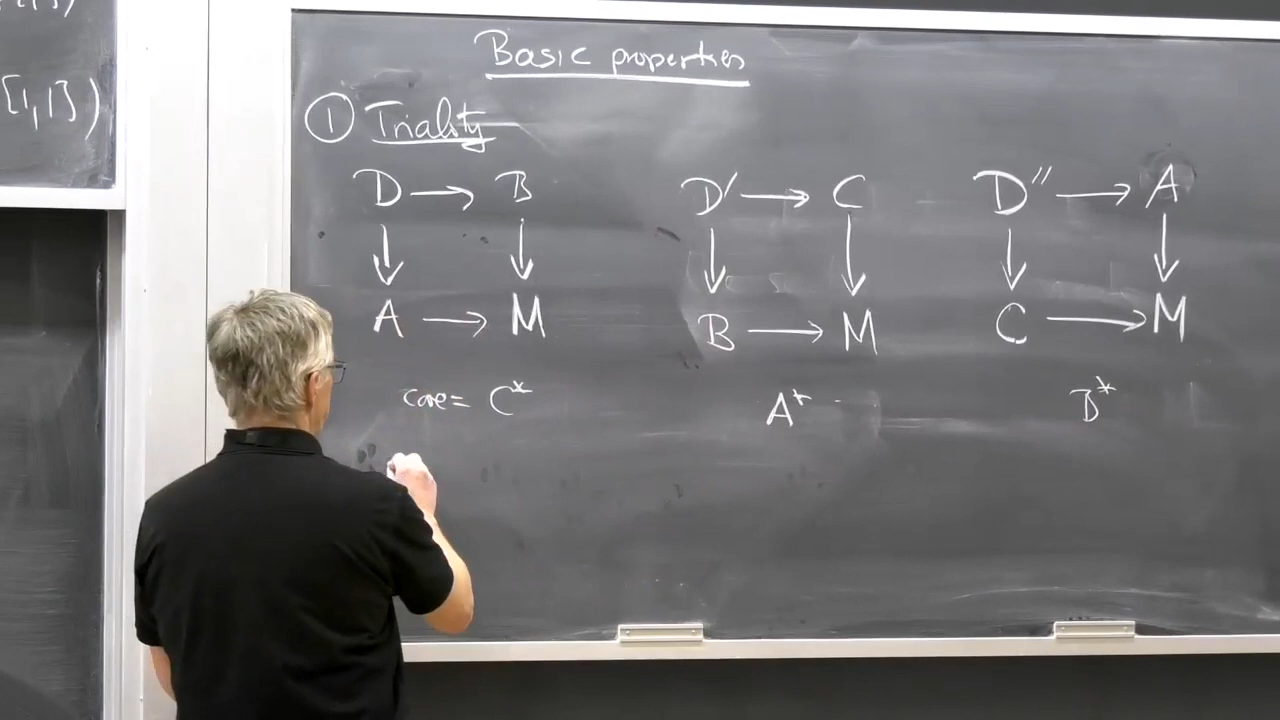 [1,1])
Basic properties
① Triality
D → B D′ → C D″ → A
↓ ↓ ↓ ↓ ↓ ↓
A → M B → M C → M
core = C* A* B*